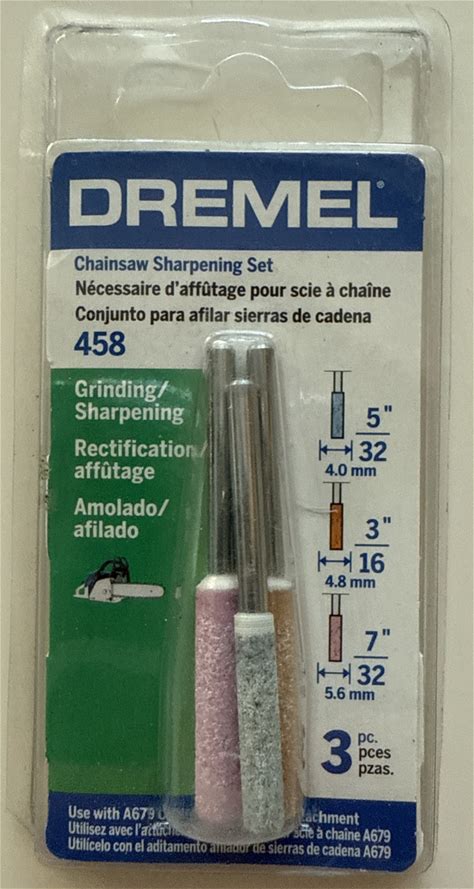 DREMEL®
Chainsaw Sharpening Set
Nécessaire d'affûtage pour scie à chaîne
Conjunto para afilar sierras de cadena
458
Grinding/
Sharpening
Rectification/
affûtage
Amolado/
afilado
5"
32
4.0 mm
3"
16
4.8 mm
7"
32
5.6 mm
3 pc.
pces
pzas.
Use with A679
Utilisez avec l'attache scie à chaîne A679
Utilícelo con el aditamento afilador de sierras de cadena A679